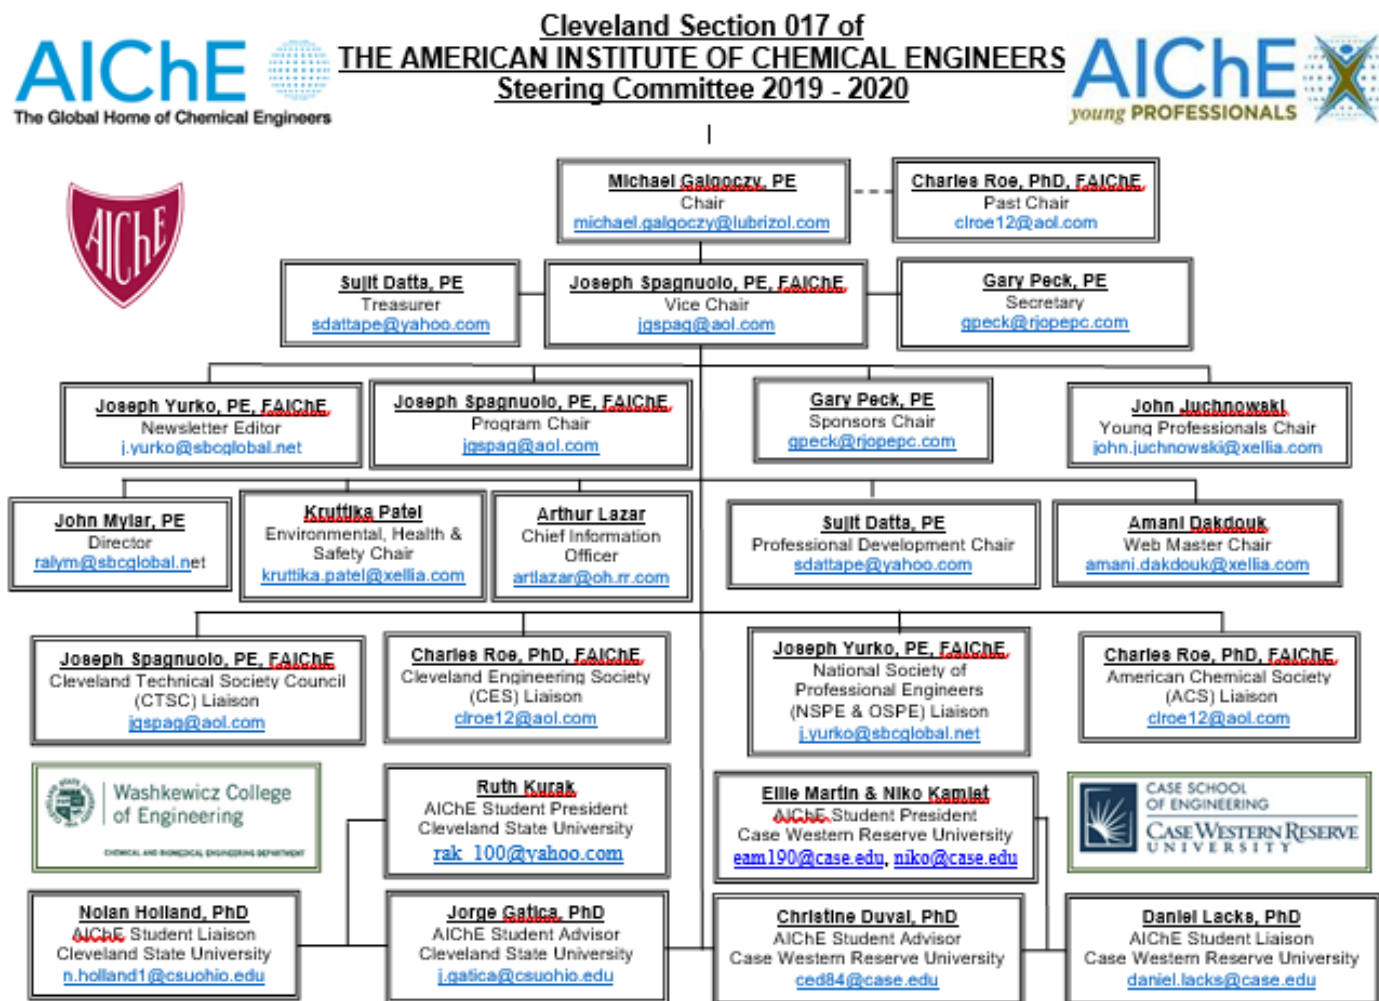 Cleveland Section 017 of
THE AMERICAN INSTITUTE OF CHEMICAL ENGINEERS
Steering Committee 2019 - 2020
AIChE
The Global Home of Chemical Engineers
AIChE
young PROFESSIONALS
AIChE
Michael Galgoczy, PE
Chair
michael.galgoczy@lubrizol.com
Charles Roe, PhD, FAIChE
Past Chair
clroe12@aol.com
Sujit Datta, PE
Treasurer
sdattape@yahoo.com
Joseph Spagnuolo, PE, FAIChE
Vice Chair
jgspag@aol.com
Gary Peck, PE
Secretary
gpeck@rjopepc.com
Joseph Yurko, PE, FAIChE
Newsletter Editor
j.yurko@sbcglobal.net
Joseph Spagnuolo, PE, FAIChE
Program Chair
jgspag@aol.com
Gary Peck, PE
Sponsors Chair
gpeck@rjopepc.com
John Juchnowski
Young Professionals Chair
john.juchnowski@xellia.com
John Mylar, PE
Director
ralym@sbcglobal.net
Kruttika Patel
Environmental, Health &
Safety Chair
kruttika.patel@xellia.com
Arthur Lazar
Chief Information
Officer
artlazar@oh.rr.com
Sujit Datta, PE
Professional Development Chair
sdattape@yahoo.com
Amani Dakdouk
Web Master Chair
amani.dakdouk@xellia.com
Joseph Spagnuolo, PE, FAIChE
Cleveland Technical Society Council
(CTSC) Liaison
jgspag@aol.com
Charles Roe, PhD, FAIChE
Cleveland Engineering Society
(CES) Liaison
clroe12@aol.com
Joseph Yurko, PE, FAIChE
National Society of
Professional Engineers
(NSPE & OSPE) Liaison
j.yurko@sbcglobal.net
Charles Roe, PhD, FAIChE
American Chemical Society
(ACS) Liaison
clroe12@aol.com
Washkewicz College
of Engineering
CHEMICAL AND BIOMEDICAL ENGINEERING DEPARTMENT
Ruth Kurak
AIChE Student President
Cleveland State University
rak_100@yahoo.com
Ellie Martin & Niko Kamlet
AIChE Student President
Case Western Reserve University
eam190@case.edu, niko@case.edu
CASE SCHOOL
OF ENGINEERING
CASE WESTERN RESERVE
UNIVERSITY
Nolan Holland, PhD
AIChE Student Liaison
Cleveland State University
n.holland1@csuohio.edu
Jorge Gatica, PhD
AIChE Student Advisor
Cleveland State University
j.gatica@csuohio.edu
Christine Duval, PhD
AIChE Student Advisor
Case Western Reserve University
ced84@case.edu
Daniel Lacks, PhD
AIChE Student Liaison
Case Western Reserve University
daniel.lacks@case.edu